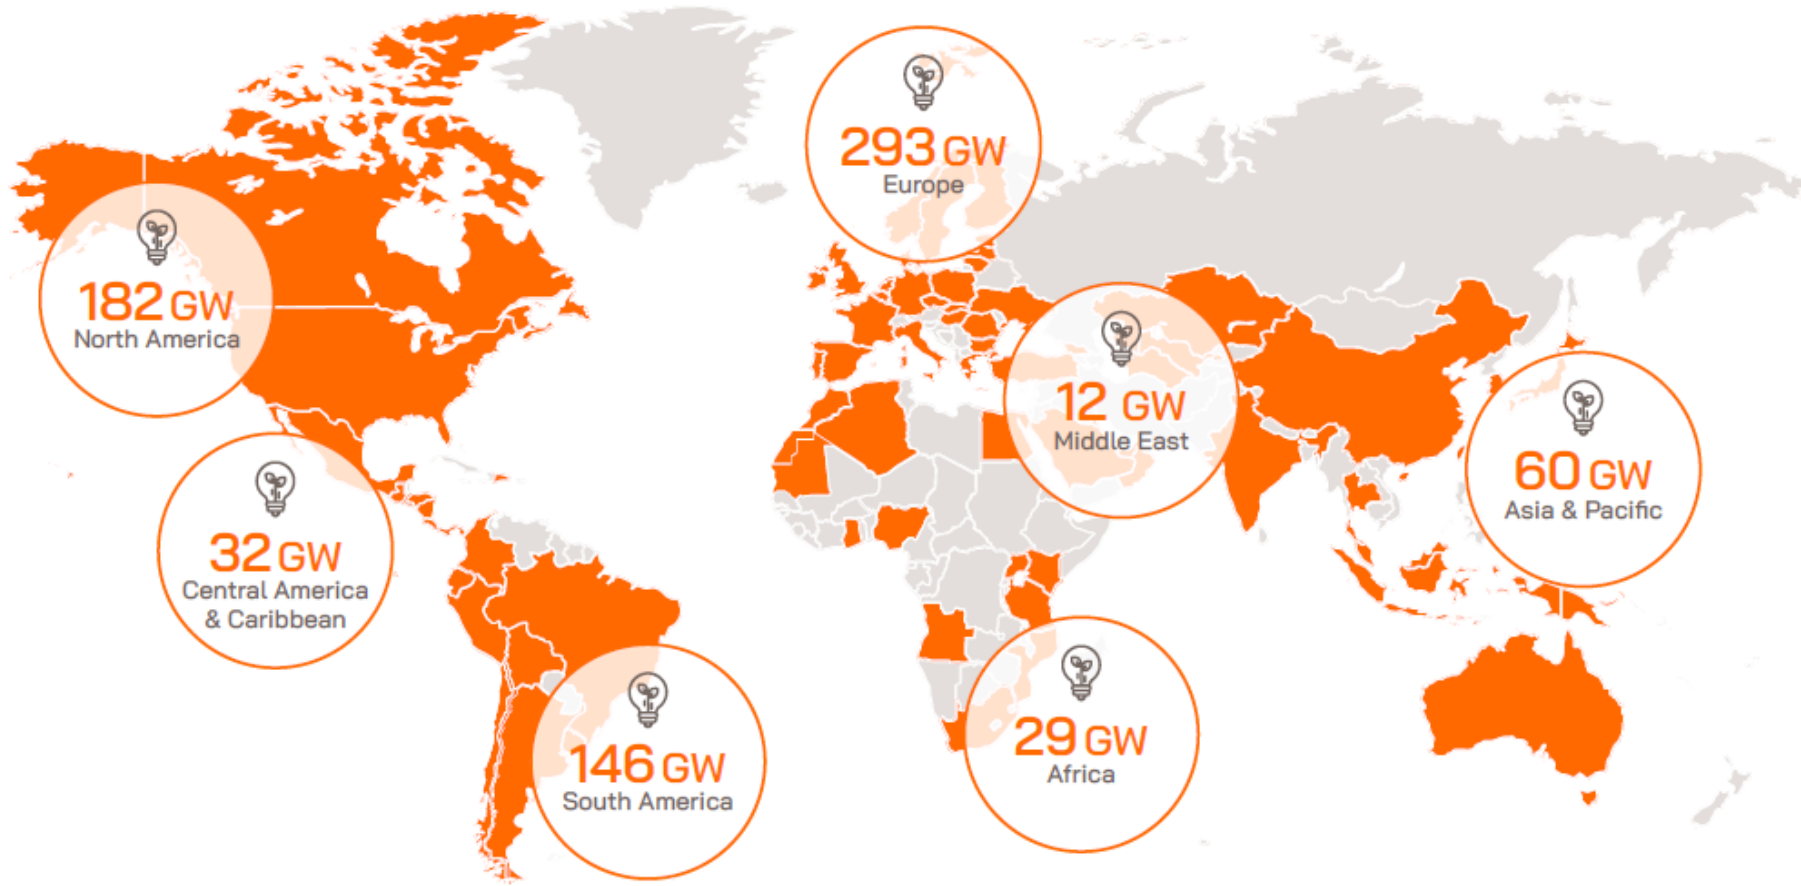 293 GW
Europe
182 GW
North America
12 GW
Middle East
60 GW
Asia & Pacific
32 GW
Central America
& Caribbean
146 GW
South America
29 GW
Africa